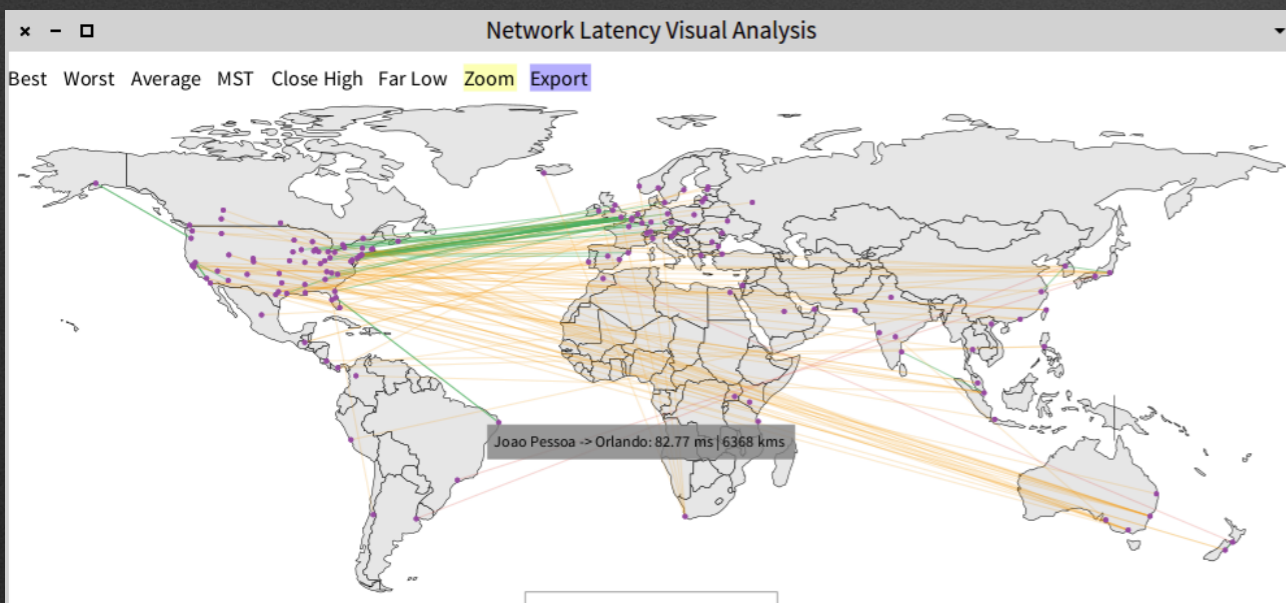 Network Latency Visual Analysis
Best Worst Average MST Close High Far Low Zoom Export
Joao Pessoa -> Orlando: 82.77 ms | 6368 kms